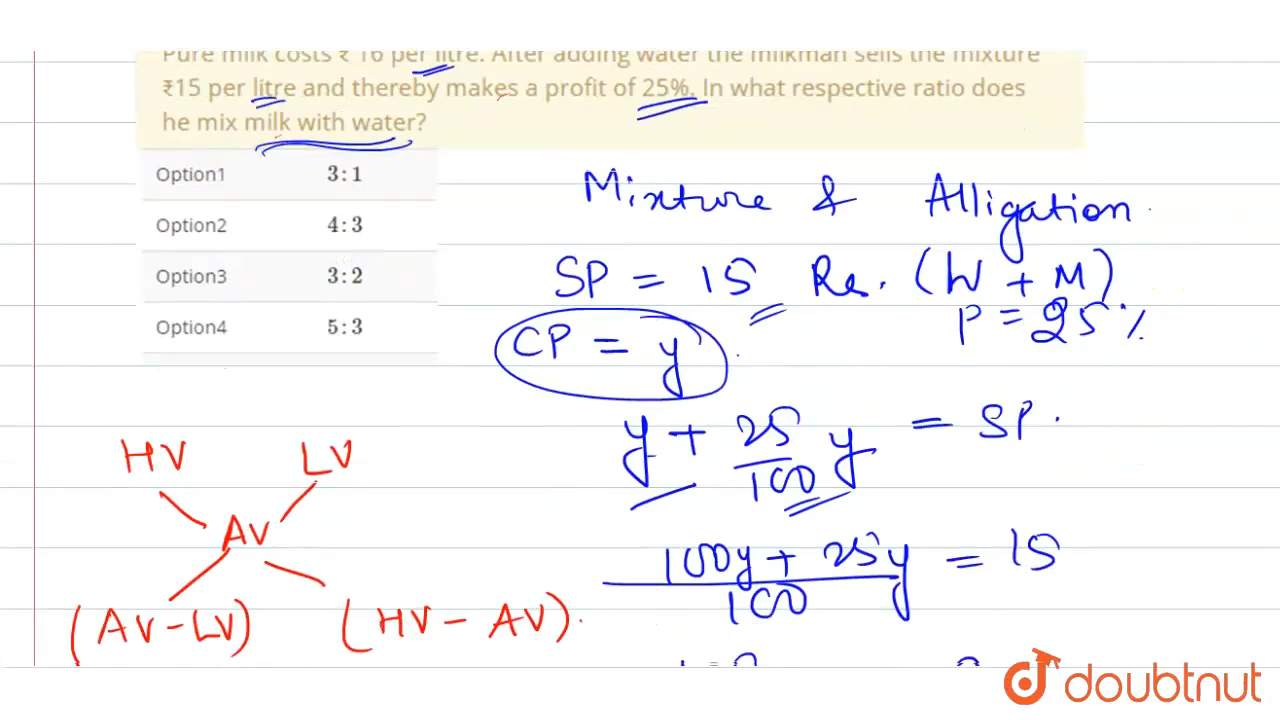 Pure milk costs ₹ 16 per litre. After adding water the milkman sells the mixture
₹15 per litre and thereby makes a profit of 25%. In what respective ratio does
he mix milk with water?
Option1 3:1
Option2 4:3
Option3 3:2
Option4 5:3
Mixture & Alligation
SP = 15 Re. (W + M)
P = 25%
CP = y
y + 25/100 y = SP.
100y + 25y / 100 = 15
HV LV
AV
(AV-LV) (HV - AV).
doubtnut